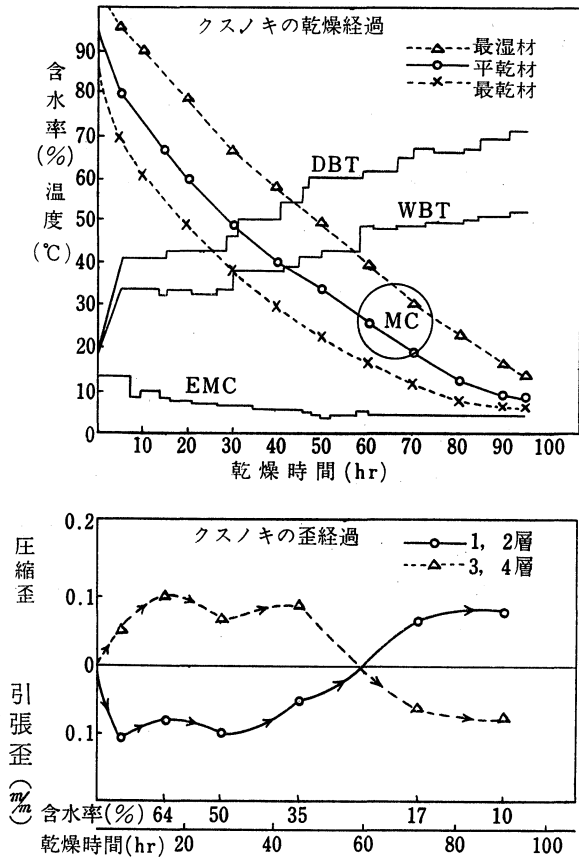 クスノキの乾燥経過
最湿材
平乾材
最乾材
含水率(%)
温度(℃)
90
80
70
60
50
40
30
20
10
0
DBT
WBT
MC
EMC
10 20 30 40 50 60 70 80 90 100
乾燥時間(hr)
クスノキの歪経過
1, 2層
3, 4層
圧縮歪
引張歪(m/m)
0.2
0.1
0
0.1
含水率(%) 64 50 35 17 10
乾燥時間(hr) 20 40 60 80 100